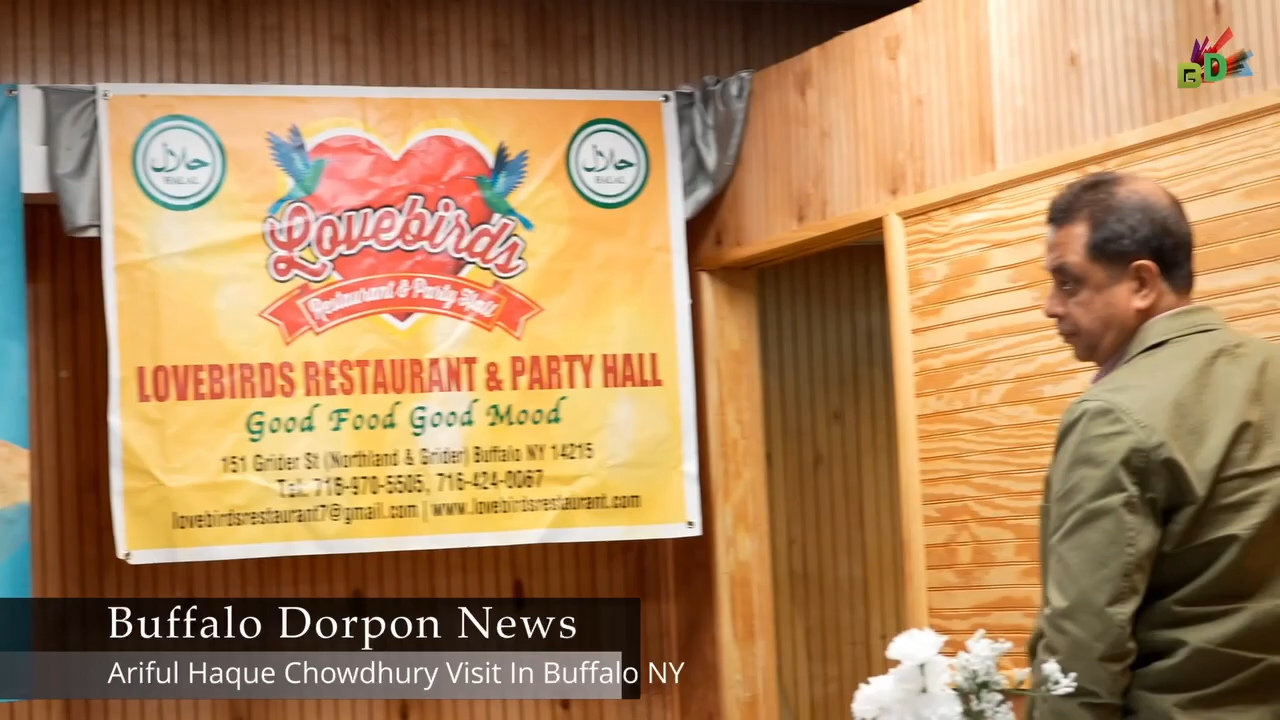 حلال
HALAL
حلال
HALAL
Lovebirds
Restaurant & Party Hall
LOVEBIRDS RESTAURANT & PARTY HALL
Good Food Good Mood
151 Grider St (Northland & Grider) Buffalo NY 14215
Tel: 716-970-5505, 716-424-0067
lovebirdsrestaurant7@gmail.com | www.lovebirdsrestaurant.com
BD
Buffalo Dorpon News
Ariful Haque Chowdhury Visit In Buffalo NY